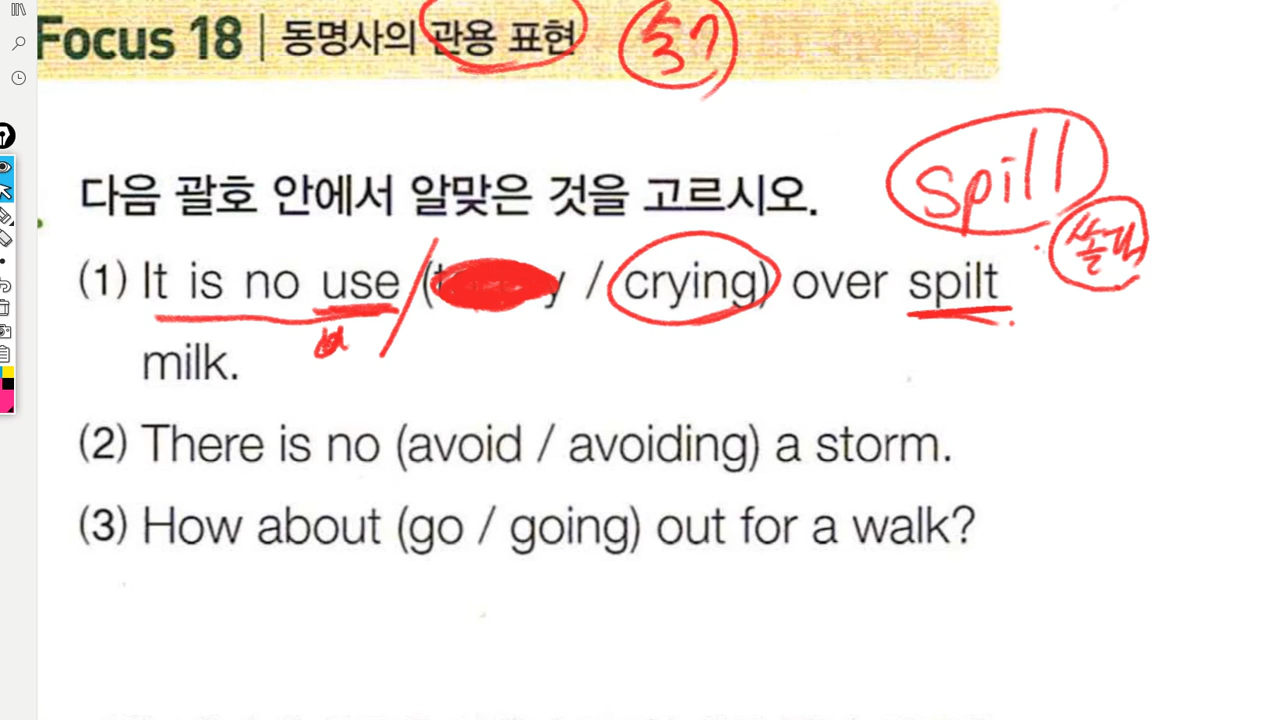 Focus 18 | 동명사의 관용 표현
숙어
spill
쏟다
다음 괄호 안에서 알맞은 것을 고르시오.
(1) It is no use / ( / crying) over spilt
milk.
(2) There is no (avoid / avoiding) a storm.
(3) How about (go / going) out for a walk?